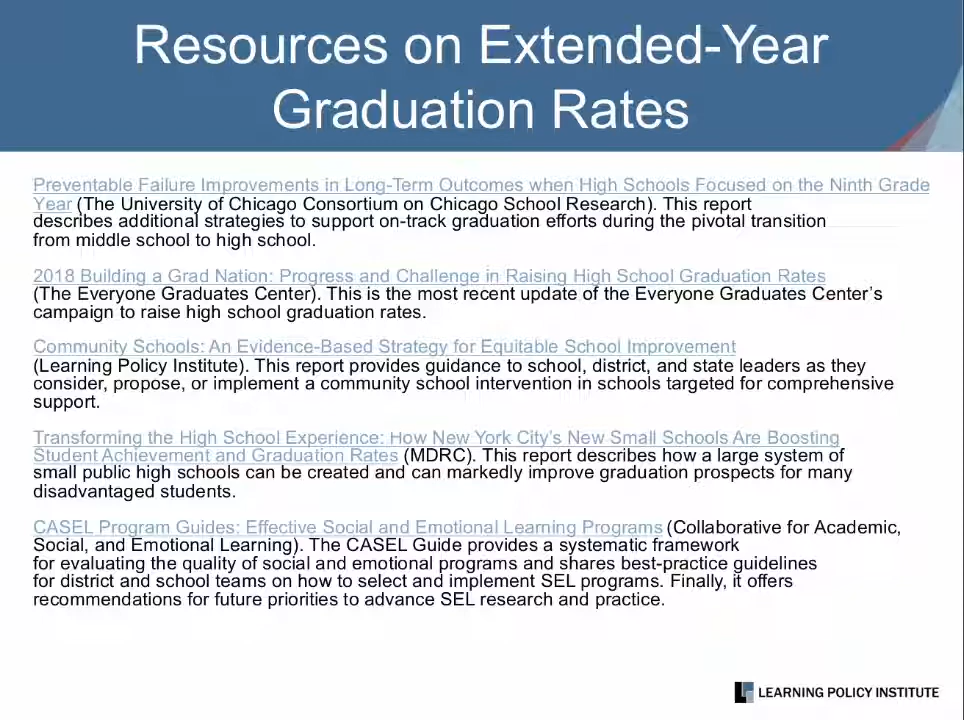 Resources on Extended-Year
Graduation Rates
Preventable Failure Improvements in Long-Term Outcomes when High Schools Focused on the Ninth Grade
Year (The University of Chicago Consortium on Chicago School Research). This report
describes additional strategies to support on-track graduation efforts during the pivotal transition
from middle school to high school.
2018 Building a Grad Nation: Progress and Challenge in Raising High School Graduation Rates
(The Everyone Graduates Center). This is the most recent update of the Everyone Graduates Center’s
campaign to raise high school graduation rates.
Community Schools: An Evidence-Based Strategy for Equitable School Improvement
(Learning Policy Institute). This report provides guidance to school, district, and state leaders as they
consider, propose, or implement a community school intervention in schools targeted for comprehensive
support.
Transforming the High School Experience: How New York City’s New Small Schools Are Boosting
Student Achievement and Graduation Rates (MDRC). This report describes how a large system of
small public high schools can be created and can markedly improve graduation prospects for many
disadvantaged students.
CASEL Program Guides: Effective Social and Emotional Learning Programs (Collaborative for Academic,
Social, and Emotional Learning). The CASEL Guide provides a systematic framework
for evaluating the quality of social and emotional programs and shares best-practice guidelines
for district and school teams on how to select and implement SEL programs. Finally, it offers
recommendations for future priorities to advance SEL research and practice.
LEARNING POLICY INSTITUTE